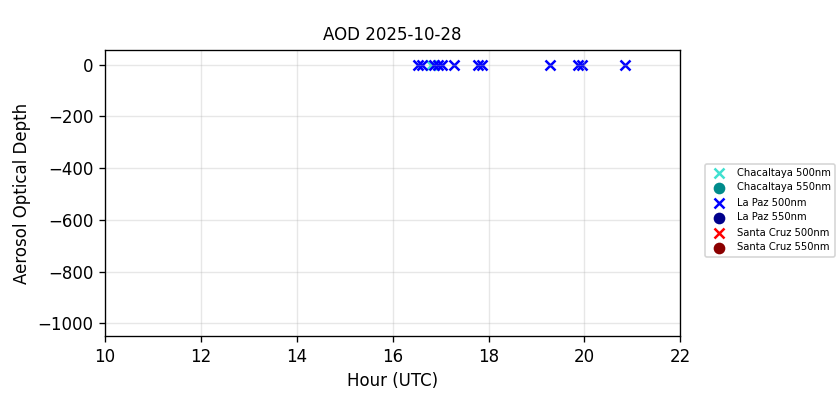 AOD 2025-10-28
Aerosol Optical Depth
0
−200
−400
−600
−800
−1000
10 12 14 16 18 20 22
Hour (UTC)
Chacaltaya 500nm
Chacaltaya 550nm
La Paz 500nm
La Paz 550nm
Santa Cruz 500nm
Santa Cruz 550nm